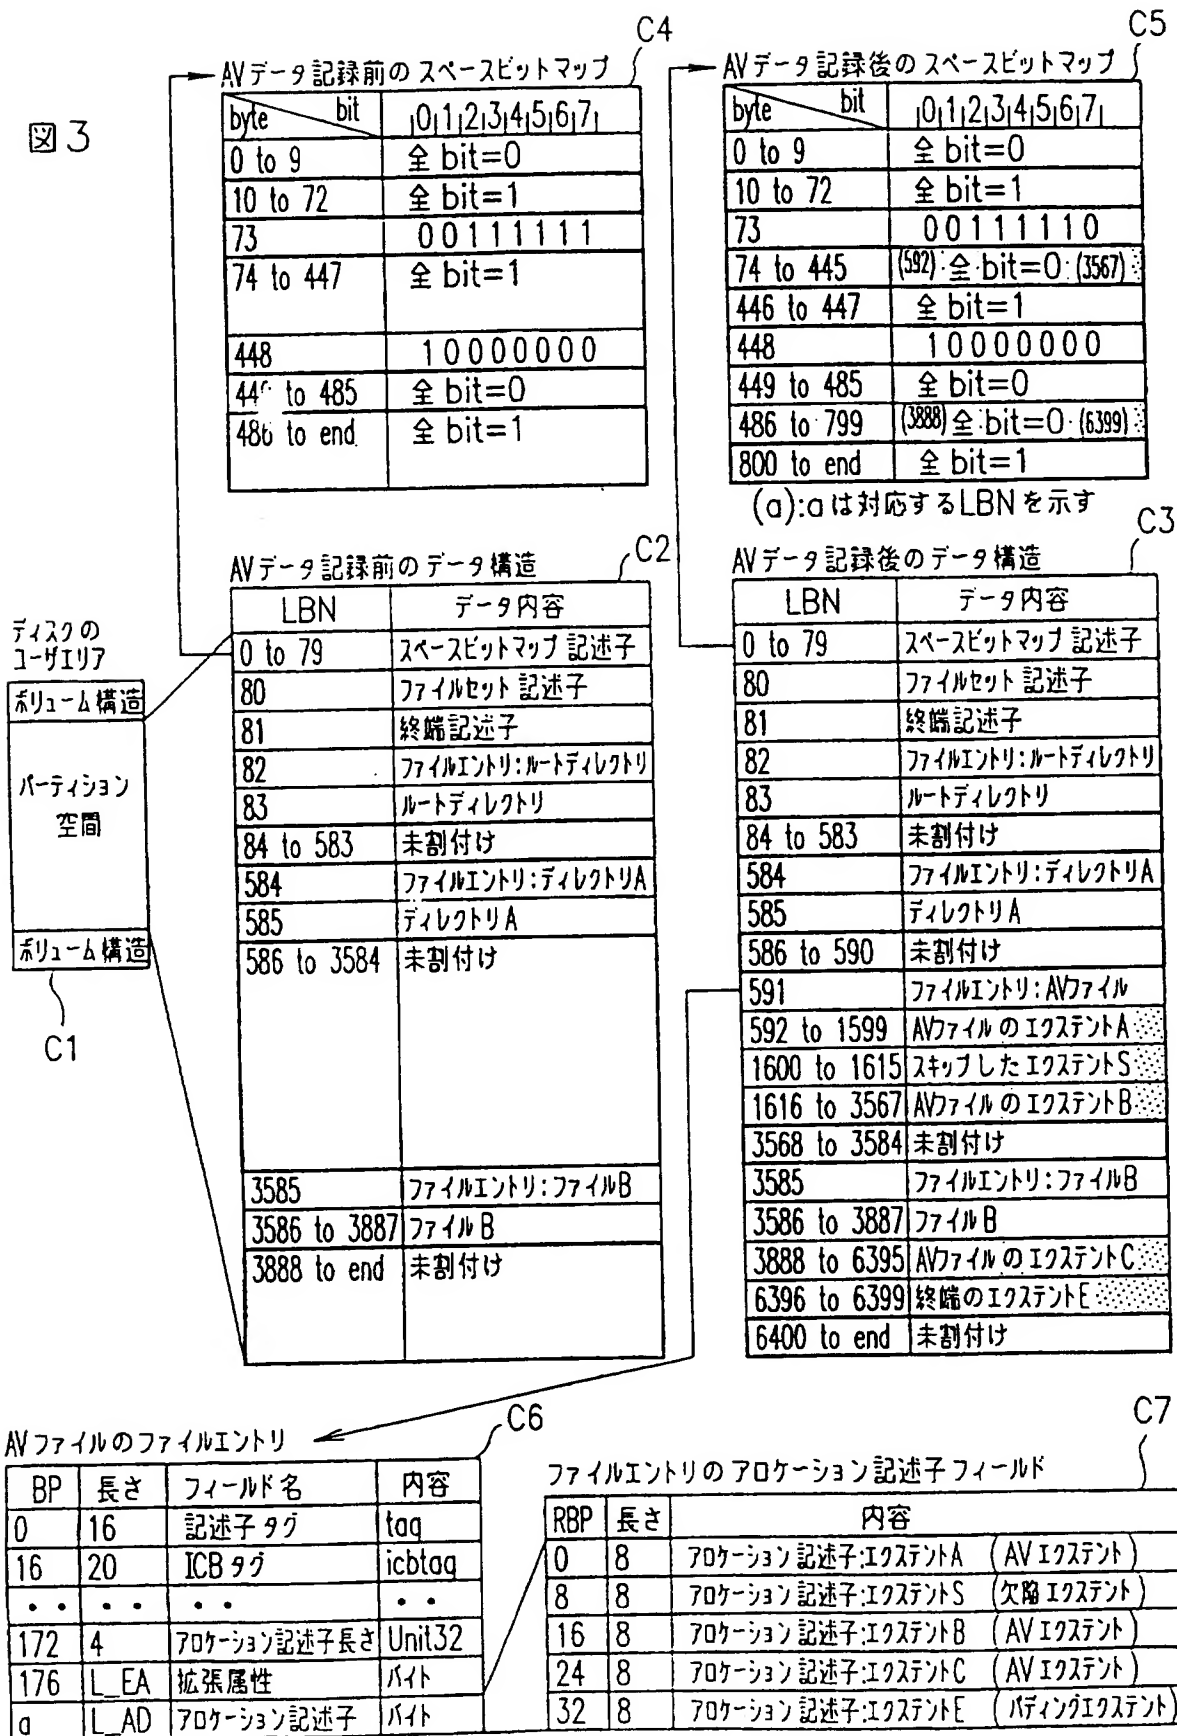 図3
C4
AVデータ記録前のスペースビットマップ
byte bit 0 1 2 3 4 5 6 7
0 to 9 全bit=0
10 to 72 全bit=1
73 00111111
74 to 447 全bit=1
448 10000000
449 to 485 全bit=0
486 to end 全bit=1
C5
AVデータ記録後のスペースビットマップ
byte bit 0 1 2 3 4 5 6 7
0 to 9 全bit=0
10 to 72 全bit=1
73 00111110
74 to 445 (592) 全bit=0 (3567)
446 to 447 全bit=1
448 10000000
449 to 485 全bit=0
486 to 799 (3888) 全bit=0 (6399)
800 to end 全bit=1
(a):aは対応するLBNを示す
ディスクの
ユーザエリア
ボリューム構造
パーティション
空間
ボリューム構造
C1
C2
AVデータ記録前のデータ構造
LBN データ内容
0 to 79 スペースビットマップ記述子
80 ファイルセット記述子
81 終端記述子
82 ファイルエントリ:ルートディレクトリ
83 ルートディレクトリ
84 to 583 未割付け
584 ファイルエントリ:ディレクトリA
585 ディレクトリA
586 to 3584 未割付け
3585 ファイルエントリ:ファイルB
3586 to 3887 ファイルB
3888 to end 未割付け
C3
AVデータ記録後のデータ構造
LBN データ内容
0 to 79 スペースビットマップ記述子
80 ファイルセット記述子
81 終端記述子
82 ファイルエントリ:ルートディレクトリ
83 ルートディレクトリ
84 to 583 未割付け
584 ファイルエントリ:ディレクトリA
585 ディレクトリA
586 to 590 未割付け
591 ファイルエントリ:AVファイル
592 to 1599 AVファイルのエクステントA
1600 to 1615 スキップしたエクステントS
1616 to 3567 AVファイルのエクステントB
3568 to 3584 未割付け
3585 ファイルエントリ:ファイルB
3586 to 3887 ファイルB
3888 to 6395 AVファイルのエクステントC
6396 to 6399 終端のエクステントE
6400 to end 未割付け
C6
AVファイルのファイルエントリ
BP 長さ フィールド名 内容
0 16 記述子タグ tag
16 20 ICBタグ icbtag
・・ ・・ ・・ ・・
172 4 アロケーション記述子長さ Unit32
176 L_EA 拡張属性 バイト
a L_AD アロケーション記述子 バイト
C7
ファイルエントリのアロケーション記述子フィールド
RBP 長さ 内容
0 8 アロケーション記述子:エクステントA (AVエクステント)
8 8 アロケーション記述子:エクステントS (欠陥エクステント)
16 8 アロケーション記述子:エクステントB (AVエクステント)
24 8 アロケーション記述子:エクステントC (AVエクステント)
32 8 アロケーション記述子:エクステントE (パディングエクステント)